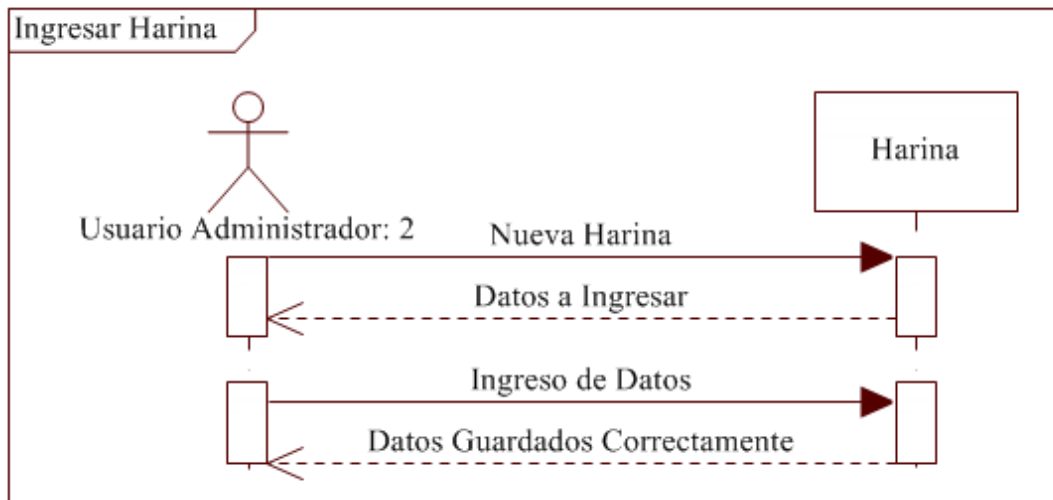 Ingresar Harina
Harina
Usuario Administrador: 2
Nueva Harina
Datos a Ingresar
Ingreso de Datos
Datos Guardados Correctamente